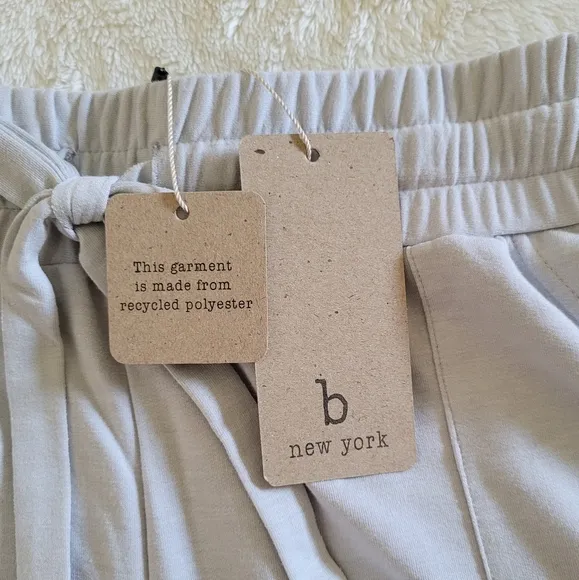 This garment
is made from
recycled polyester
b
new york